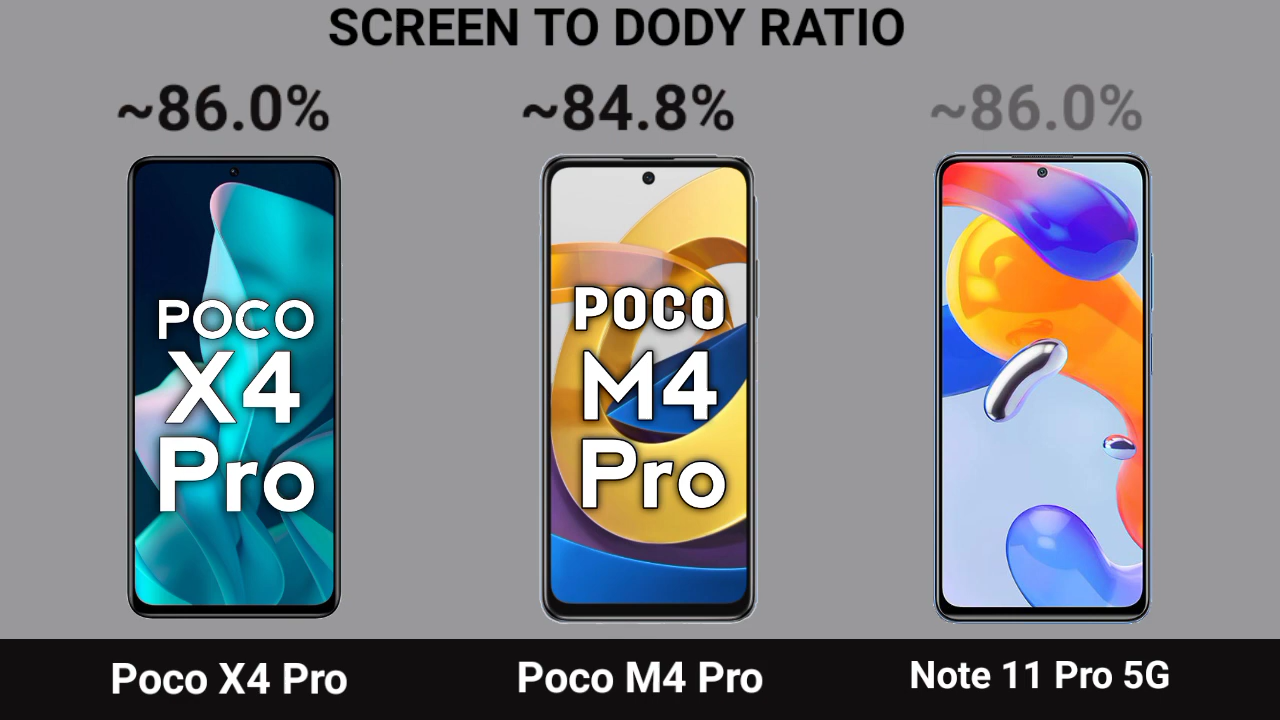 SCREEN TO DODY RATIO
~86.0%
~84.8%
~86.0%
POCO
X4
Pro
POCO
M4
Pro
Poco X4 Pro
Poco M4 Pro
Note 11 Pro 5G